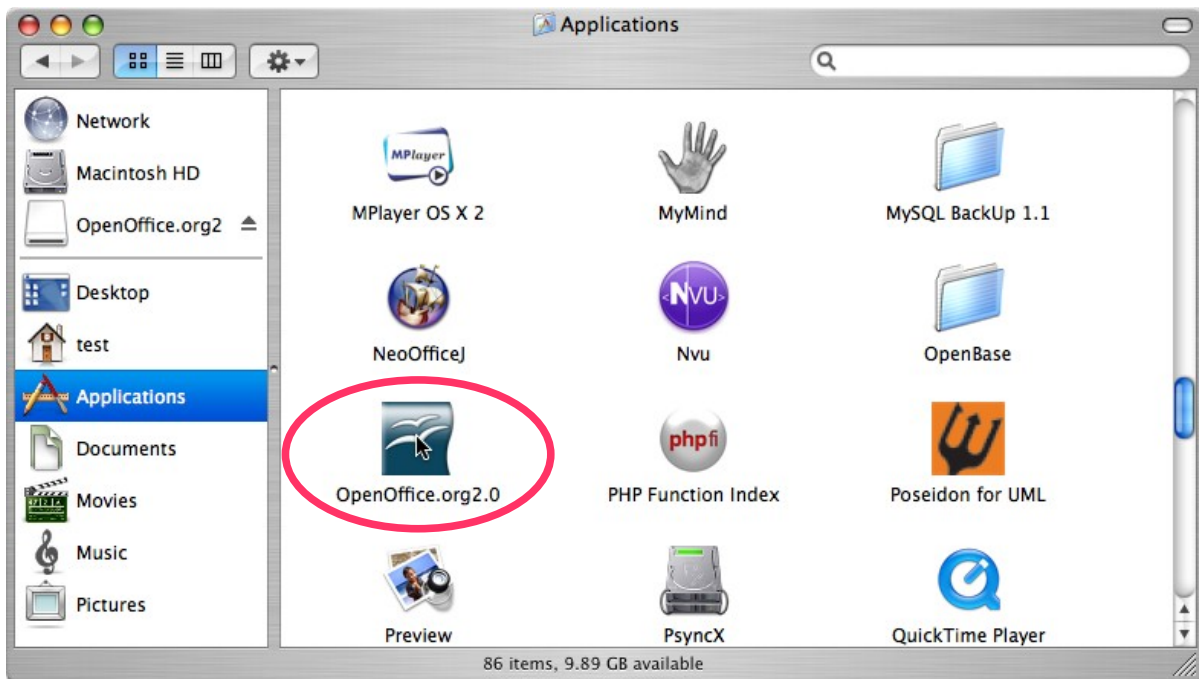 Applications
Network
Macintosh HD
OpenOffice.org2
Desktop
test
Applications
Documents
Movies
Music
Pictures
MPlayer
MPlayer OS X 2
MyMind
MySQL BackUp 1.1
NeoOfficeJ
<NVU>
Nvu
OpenBase
OpenOffice.org2.0
phpfi
PHP Function Index
Poseidon for UML
Preview
PsyncX
QuickTime Player
86 items, 9.89 GB available